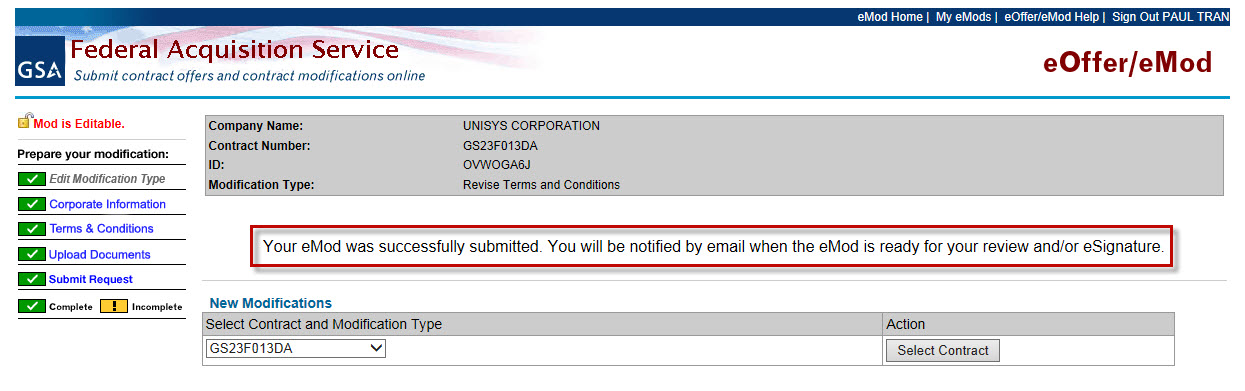 eMod Home | My eMods | eOffer/eMod Help | Sign Out PAUL TRAN
GSA
Federal Acquisition Service
Submit contract offers and contract modifications online
eOffer/eMod
Mod is Editable.
Prepare your modification:
Edit Modification Type
Corporate Information
Terms & Conditions
Upload Documents
Submit Request
Complete ! Incomplete
Company Name: UNISYS CORPORATION
Contract Number: GS23F013DA
ID: OVWOGA6J
Modification Type: Revise Terms and Conditions
Your eMod was successfully submitted. You will be notified by email when the eMod is ready for your review and/or eSignature.
New Modifications
Select Contract and Modification Type Action
GS23F013DA Select Contract